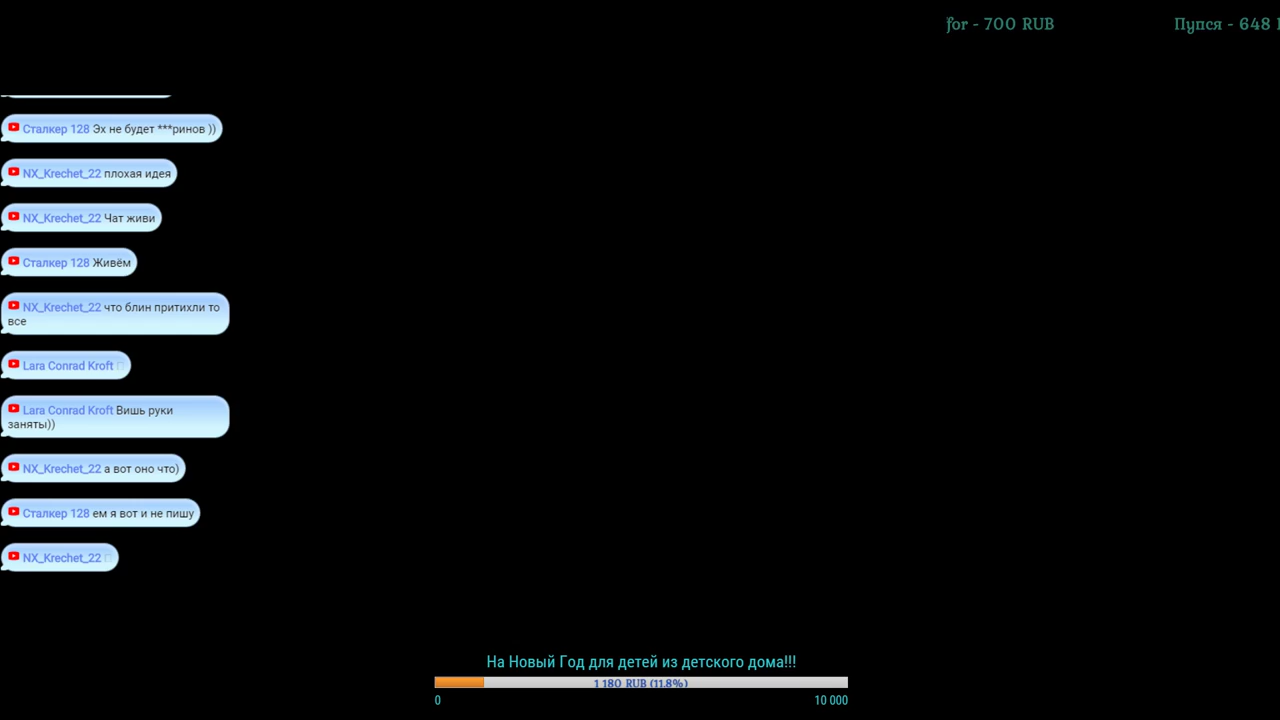 for - 700 RUB
Пупся - 648
Сталкер 128 Эх не будет ***ринов ))
NX_Krechet_22 плохая идея
NX_Krechet_22 Чат живи
Сталкер 128 Живём
NX_Krechet_22 что блин притихли то
все
Lara Conrad Kroft
Lara Conrad Kroft Вишь руки
заняты))
NX_Krechet_22 а вот оно что)
Сталкер 128 ем я вот и не пишу
NX_Krechet_22
На Новый Год для детей из детского дома!!!
1 180 RUB (11.8%)
0
10 000